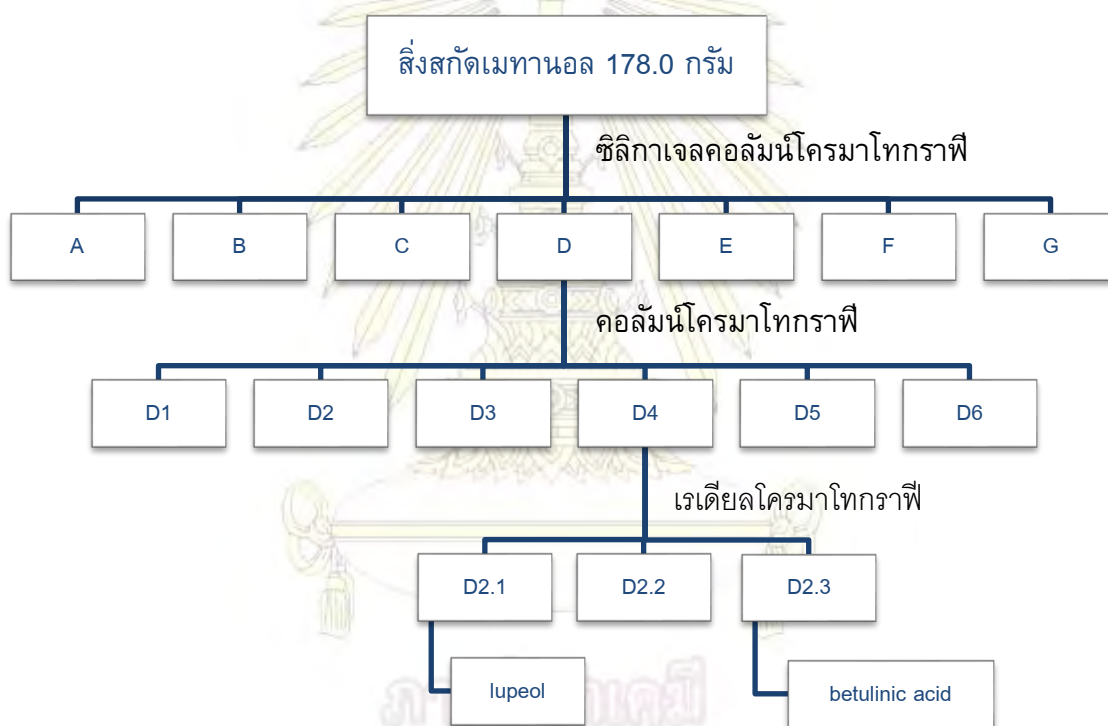 สิ่งสกัดเมทานอล 178.0 กรัม
ซิลิกาเจลคอลัมน์โครมาโทกราฟี
A
B
C
D
E
F
G
คอลัมน์โครมาโทกราฟี
D1
D2
D3
D4
D5
D6
เรเดียลโครมาโทกราฟี
D2.1
D2.2
D2.3
lupeol
betulinic acid